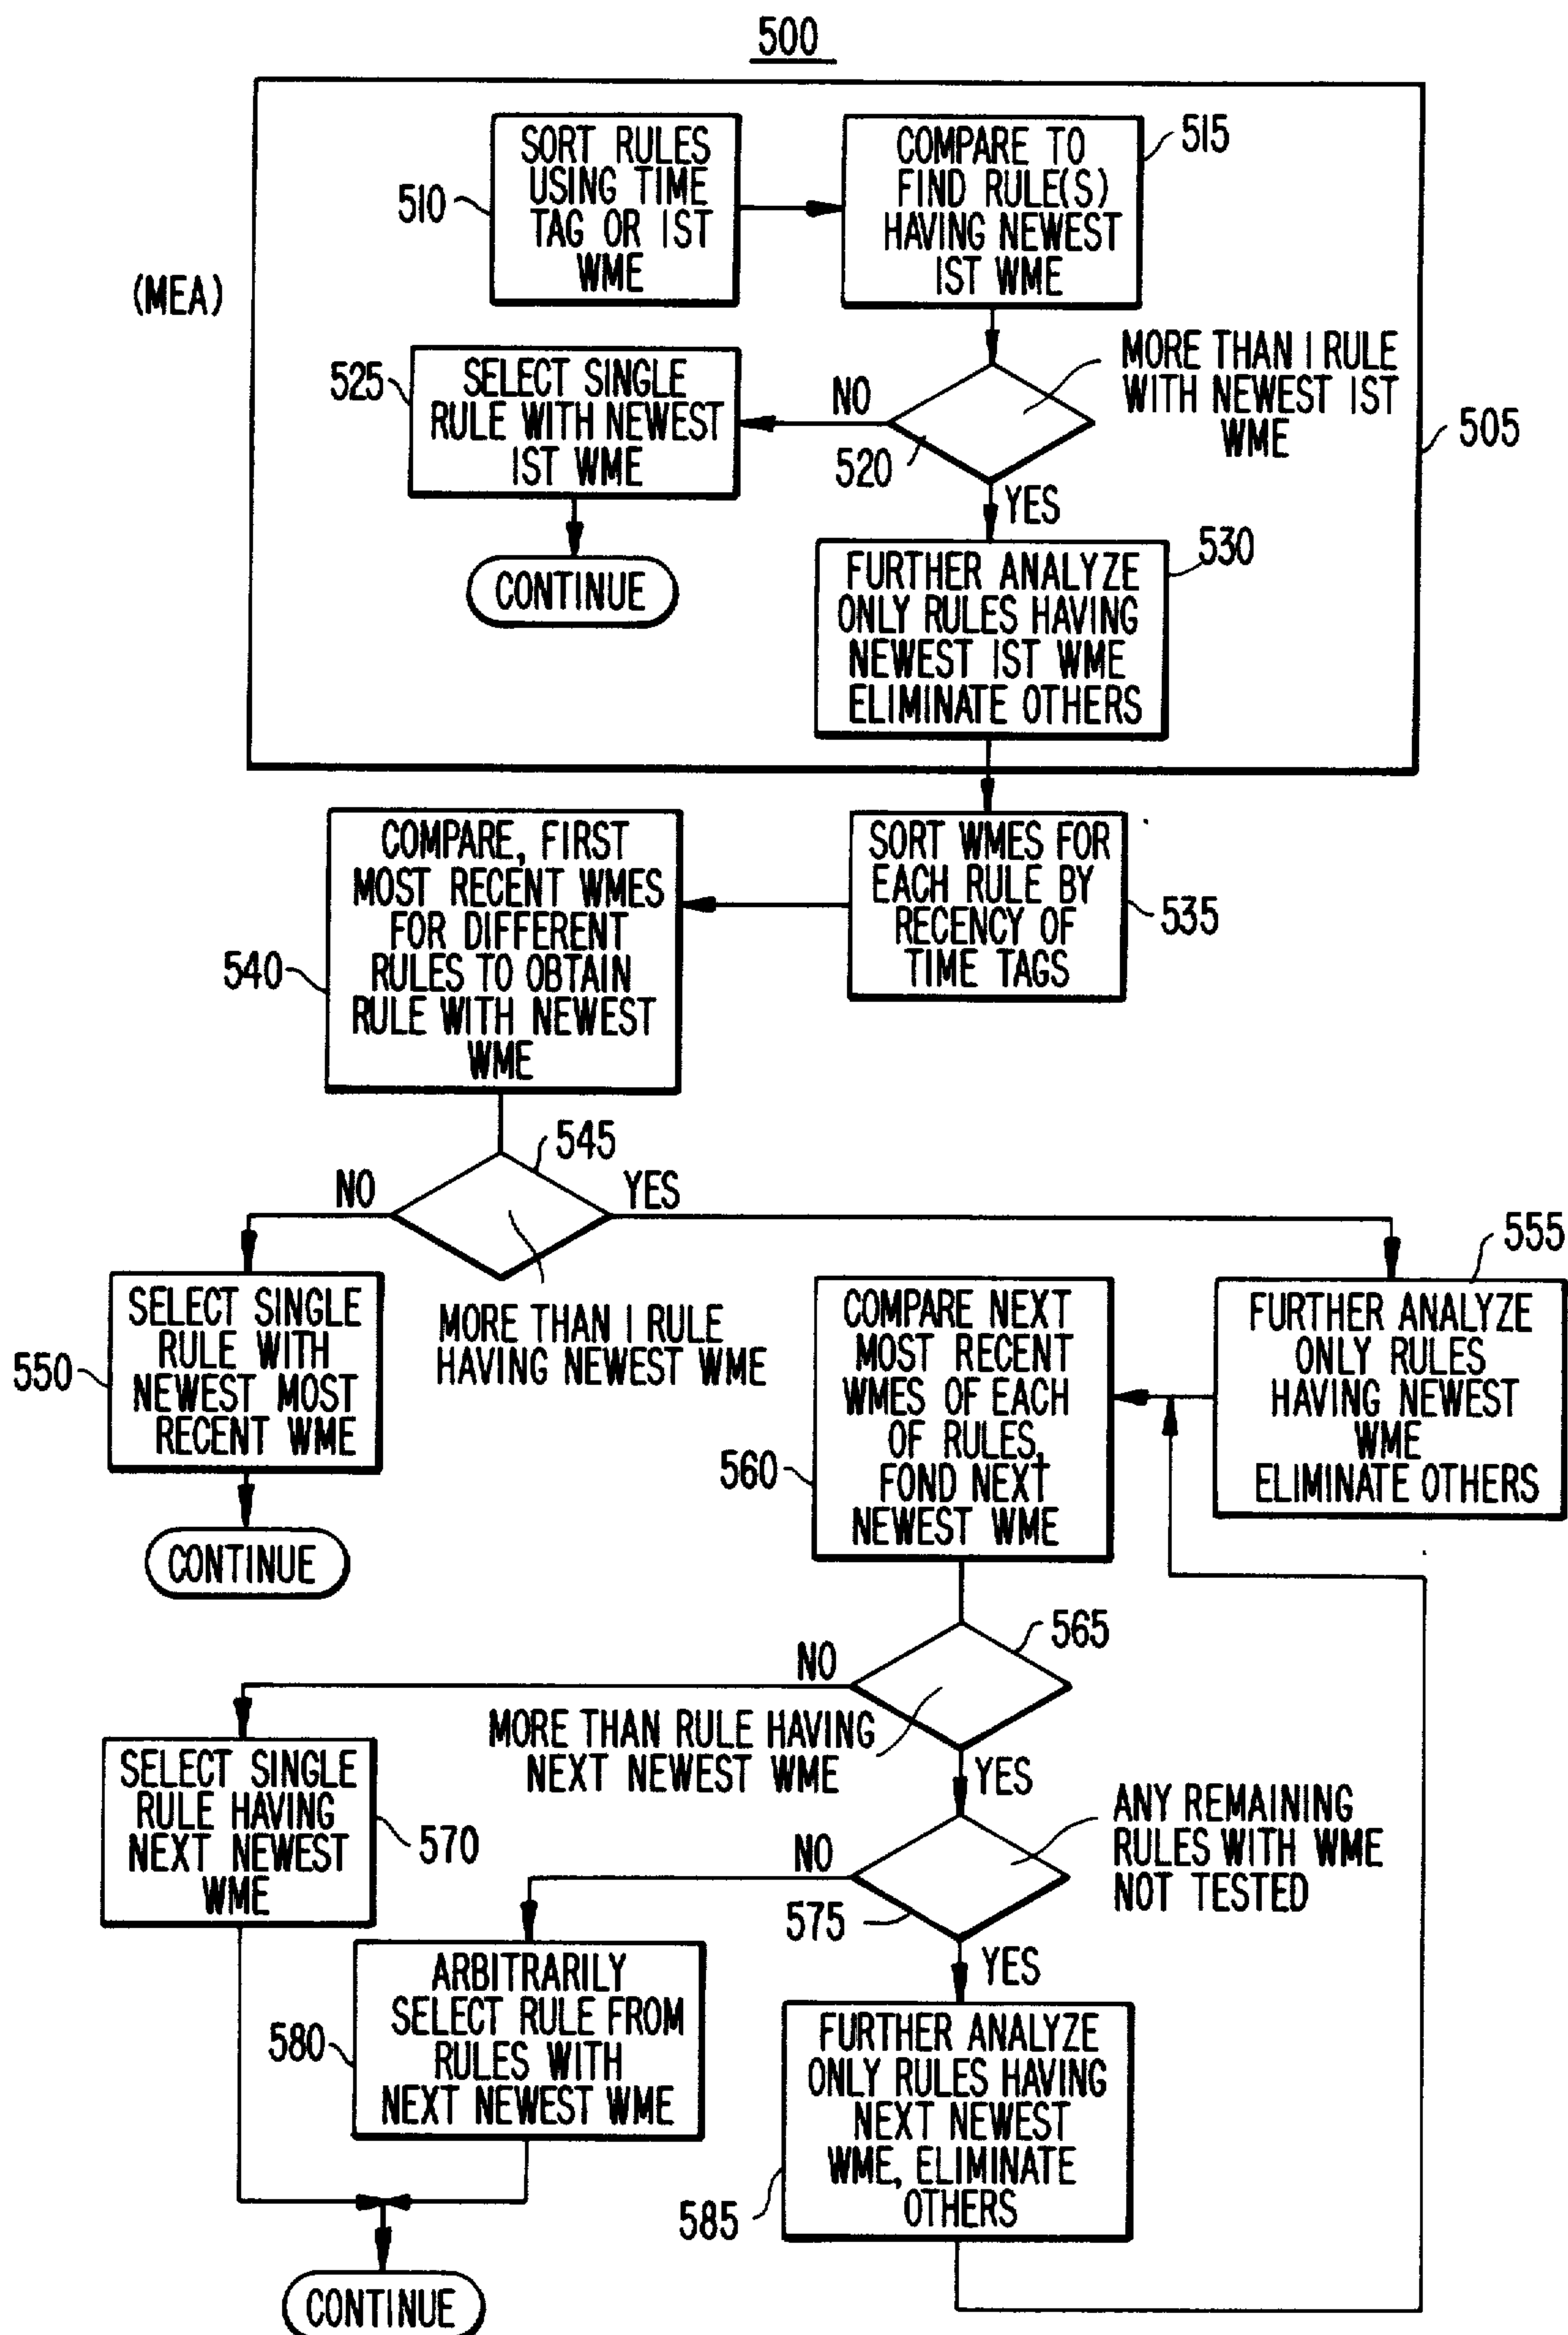 500
(MEA)
510
SORT RULES
USING TIME
TAG OR IST
WME
COMPARE TO
FIND RULE(S)
HAVING NEWEST
IST WME
515
525
SELECT SINGLE
RULE WITH NEWEST
IST WME
NO
520
MORE THAN I RULE
WITH NEWEST IST
WME
505
YES
CONTINUE
FURTHER ANALYZE
ONLY RULES HAVING
NEWEST IST WME
ELIMINATE OTHERS
530
SORT WMES FOR
EACH RULE BY
RECENCY OF
TIME TAGS
535
540
COMPARE, FIRST
MOST RECENT WMES
FOR DIFFERENT
RULES TO OBTAIN
RULE WITH NEWEST
WME
545
NO
YES
MORE THAN I RULE
HAVING NEWEST WME
550
SELECT SINGLE
RULE WITH
NEWEST MOST
RECENT WME
CONTINUE
555
FURTHER ANALYZE
ONLY RULES
HAVING NEWEST
WME
ELIMINATE OTHERS
560
COMPARE NEXT
MOST RECENT
WMES OF EACH
OF RULES,
FOND NEXT
NEWEST WME
565
NO
MORE THAN RULE HAVING
NEXT NEWEST WME
YES
SELECT SINGLE
RULE HAVING
NEXT NEWEST
WME
570
ANY REMAINING
RULES WITH WME
NOT TESTED
NO
575
YES
580
ARBITRARILY
SELECT RULE FROM
RULES WITH
NEXT NEWEST WME
585
FURTHER ANALYZE
ONLY RULES HAVING
NEXT NEWEST
WME, ELIMINATE
OTHERS
CONTINUE